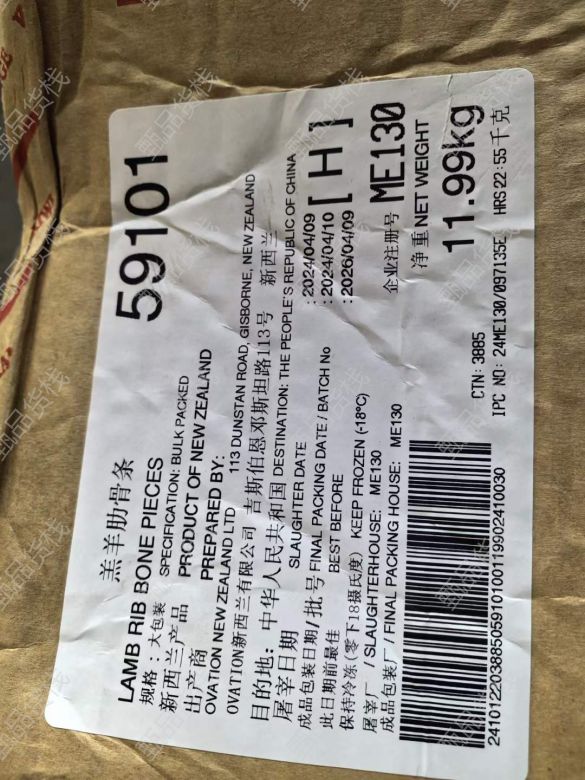 59101
羔羊肋骨条
LAMB RIB BONE PIECES
规格：大包装 SPECIFICATION: BULK PACKED
新西兰产品 PRODUCT OF NEW ZEALAND
出产商 PREPARED BY:
OVATION NEW ZEALAND LTD 113 DUNSTAN ROAD, GISBORNE, NEW ZEALAND
OVATION新西兰有限公司 吉斯伯恩邓斯坦路113号 新西兰
目的地：中华人民共和国 DESTINATION: THE PEOPLE'S REPUBLIC OF CHINA
屠宰日期 SLAUGHTER DATE :2024/04/09
成品包装日期/批号 FINAL PACKING DATE / BATCH No :2024/04/10
此日期前最佳 BEST BEFORE :2026/04/09
[ H ]
保持冷冻(零下18摄氏度) KEEP FROZEN (-18°C)
屠宰厂 / SLAUGHTERHOUSE: ME130
成品包装厂 / FINAL PACKING HOUSE: ME130
企业注册号 ME130
净重 NET WEIGHT
11.99kg
CTN: 3885
IPC NO: 24ME130/097135E HRS 22:55 千克
2410122038850591010011990241003​0
甄品货栈